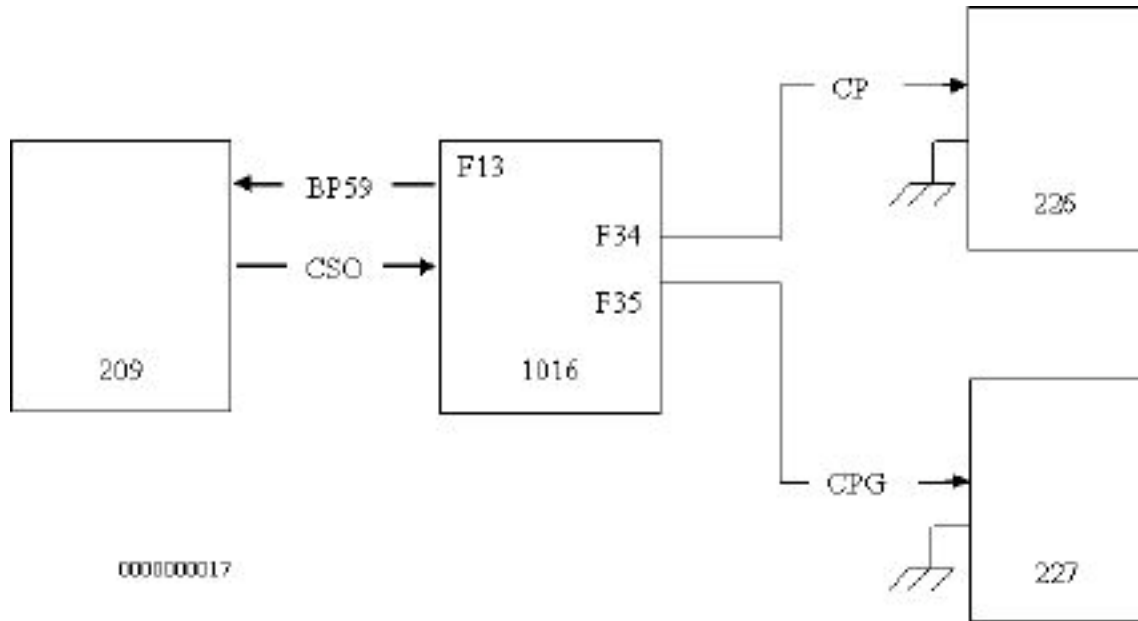 CP
F13
BP59
226
F34
CSO
F35
209
1016
CPG
227
0000000017